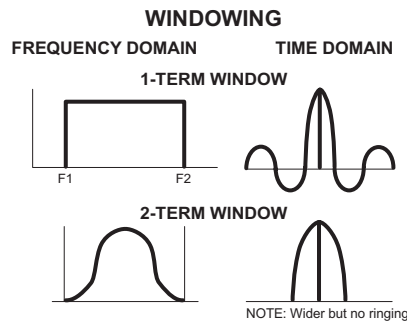 WINDOWING
FREQUENCY DOMAIN TIME DOMAIN
1-TERM WINDOW
F1 F2
2-TERM WINDOW
NOTE: Wider but no ringing